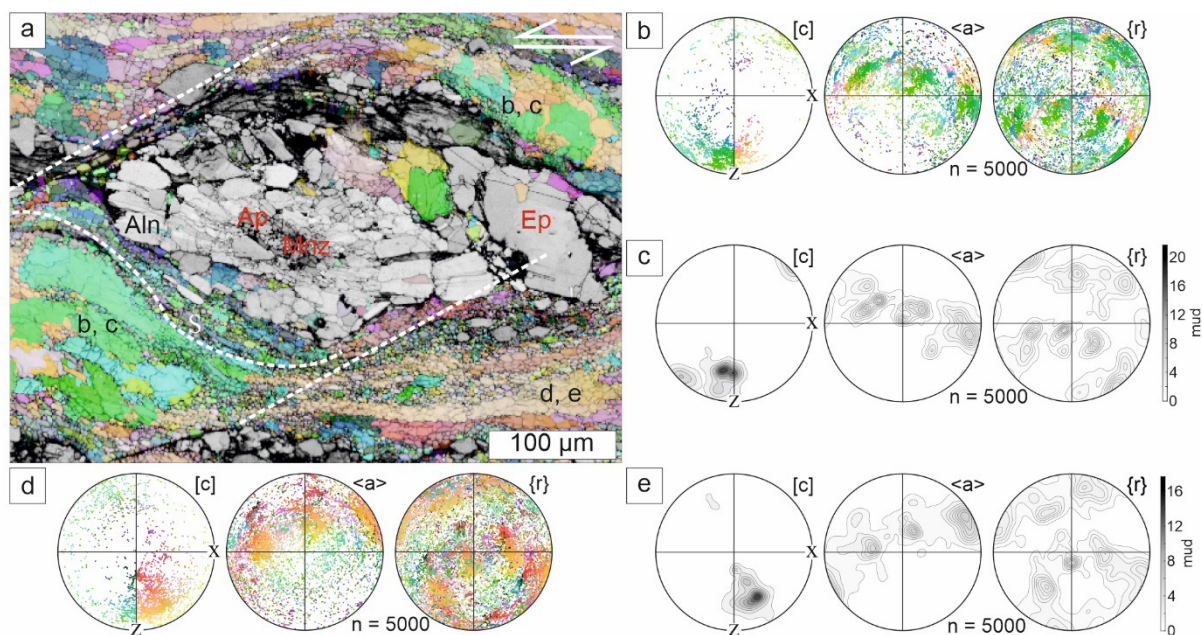 a
b, c
Aln
Ap
Mnz
Ep
S
b, c
d, e
100 µm
b
[c]
<a>
{r}
X
Z
n = 5000
c
[c]
<a>
{r}
X
Z
n = 5000
20
16
12
8
4
0
mud
d
[c]
<a>
{r}
X
Z
n = 5000
e
[c]
<a>
{r}
X
Z
n = 5000
16
12
8
4
0
mud